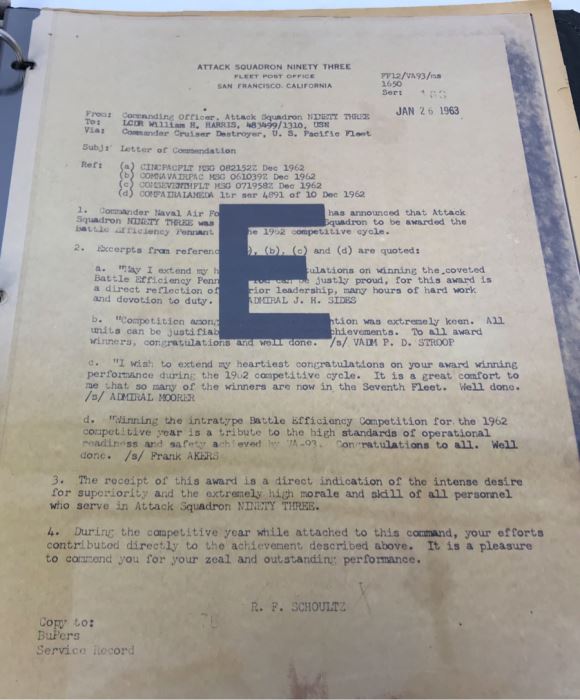 ATTACK SQUADRON NINETY THREE
FLEET POST OFFICE
SAN FRANCISCO, CALIFORNIA
FF12/VA93/ms
1650
Ser:
JAN 26 1963
From: Commanding Officer, Attack Squadron NINETY THREE
To: LCDR William H. HARRIS, 483499/1310, USN
Via: Commander Cruiser Destroyer, U. S. Pacific Fleet
Subj: Letter of Commendation
Ref: (a) CINCPACFLT MSG 082152Z Dec 1962
(b) COMNAVAIRPAC MSG 061039Z Dec 1962
(c) COMSEVENTHFLT MSG 071958Z Dec 1962
(d) COMFAIRALAMEDA ltr ser 4891 of 10 Dec 1962
1. Commander Naval Air Fo has announced that Attack
Squadron NINETY THREE was Squadron to be awarded the
Battle Efficiency Pennant he 1962 competitive cycle.
E
2. Excerpts from referenc ), (b), (c) and (d) are quoted:
a. "May I extend my h ulations on winning the coveted
Battle Efficiency Penn You can be justly proud, for this award is
a direct reflection of rior leadership, many hours of hard work
and devotion to duty. ADMIRAL J. H. SIDES
b. "Competition among tion was extremely keen. All
units can be justifiab chievements. To all award
winners, congratulations and well done. /s/ VADM P. D. STROOP
c. "I wish to extend my heartiest congratulations on your award winning
performance during the 1962 competitive cycle. It is a great comfort to
me that so many of the winners are now in the Seventh Fleet. Well done.
/s/ ADMIRAL MOORER
d. "Winning the intratype Battle Efficiency Competition for the 1962
competitive year is a tribute to the high standards of operational
readiness and safety achieved by VA-93. Congratulations to all. Well
done. /s/ Frank AKERS
3. The receipt of this award is a direct indication of the intense desire
for superiority and the extremely high morale and skill of all personnel
who serve in Attack Squadron NINETY THREE.
4. During the competitive year while attached to this command, your efforts
contributed directly to the achievement described above. It is a pleasure
to commend you for your zeal and outstanding performance.
R. F. SCHOULTZ
Copy to:
BuPers
Service Record